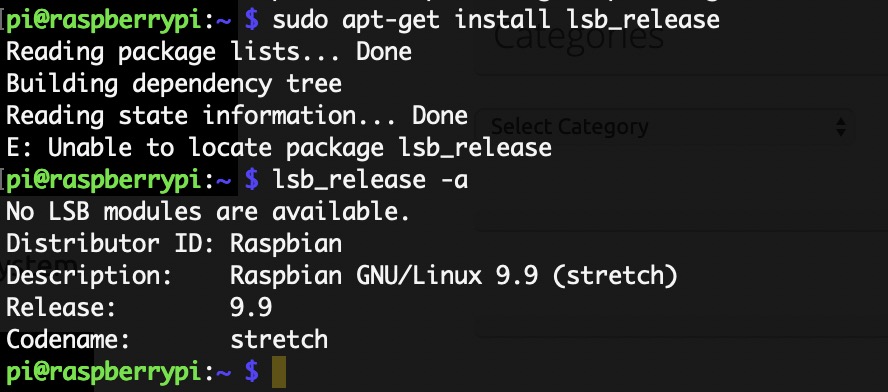 pi@raspberrypi:~ $ sudo apt-get install lsb_release
Categories
Reading package lists... Done
Building dependency tree
Reading state information... Done
Select Category
E: Unable to locate package lsb_release
pi@raspberrypi:~ $ lsb_release -a
No LSB modules are available.
Distributor ID: Raspbian
Description:    Raspbian GNU/Linux 9.9 (stretch)
Release:        9.9
Codename:       stretch
pi@raspberrypi:~ $